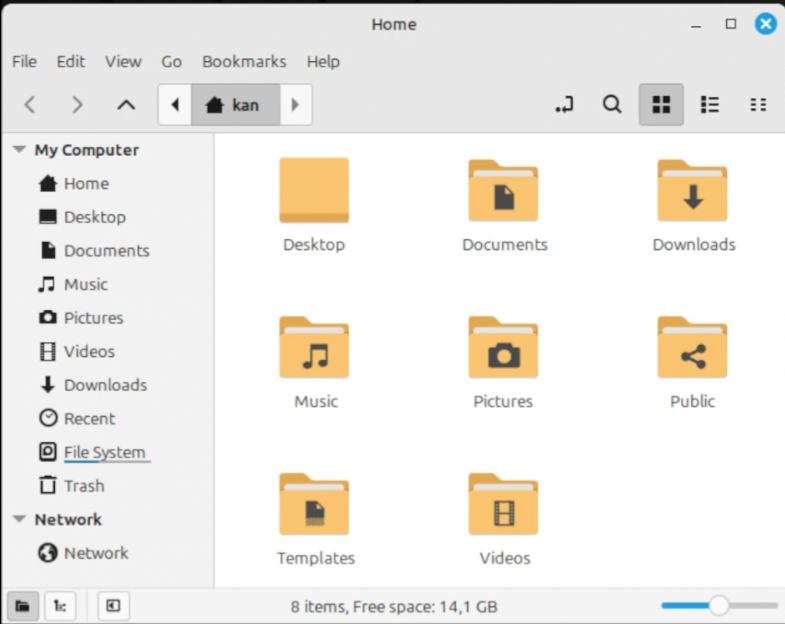 Home
File Edit View Go Bookmarks Help
kan
My Computer
Home
Desktop
Documents
Music
Pictures
Videos
Downloads
Recent
File System
Trash
Network
Network
Desktop Documents Downloads
Music Pictures Public
Templates Videos
8 items, Free space: 14,1 GB